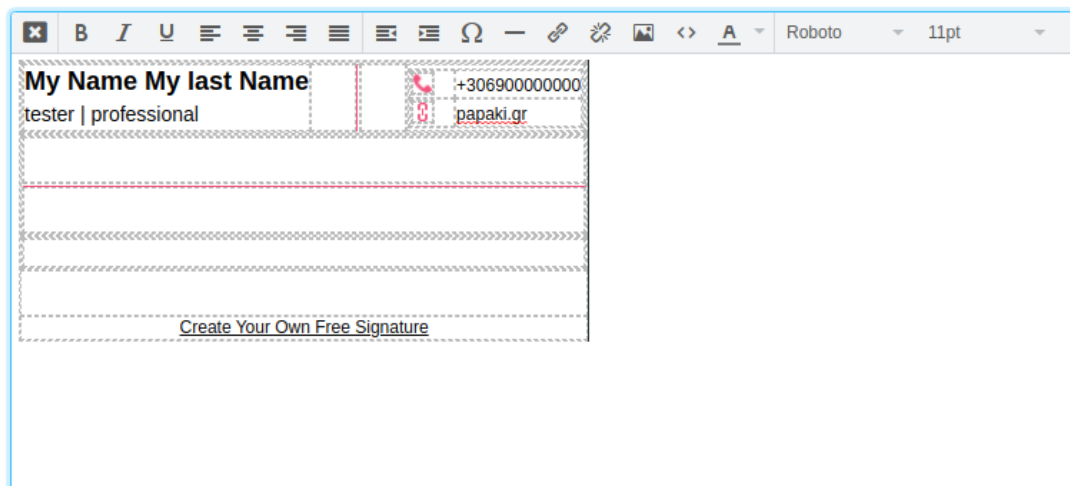 B I U Ω A Roboto 11pt
My Name My last Name
+306900000000
tester | professional
papaki.gr
Create Your Own Free Signature